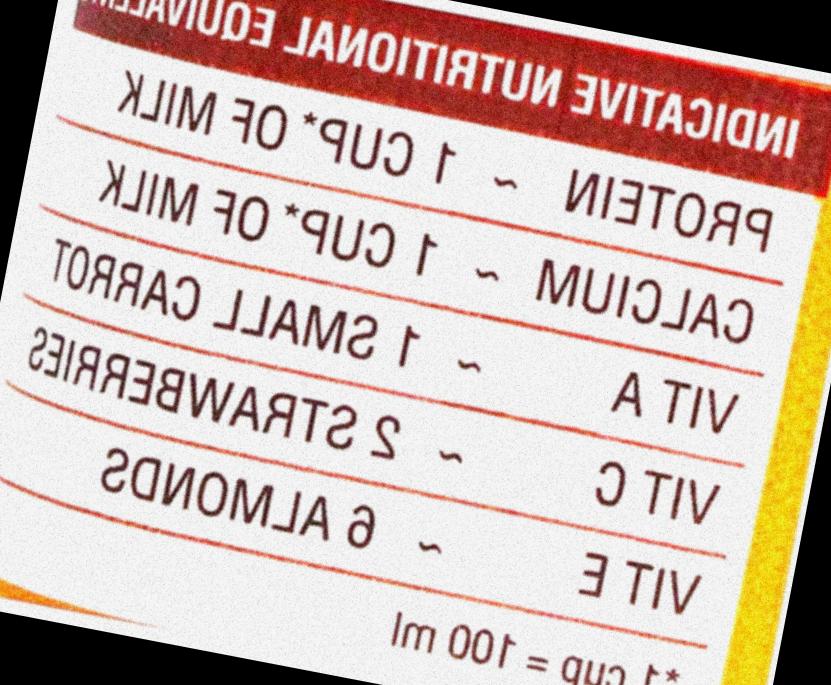 INDICATIVE NUTRITIONAL
PROTEIN ~ 1 CUP* OF MILK
CALCIUM ~ 1 CUP* OF MILK
VIT A ~ 1 SMALL CARROT
VIT C ~ 2 STRAWBERRIES
VIT E ~ 6 ALMONDS
*1 cup = 100 ml